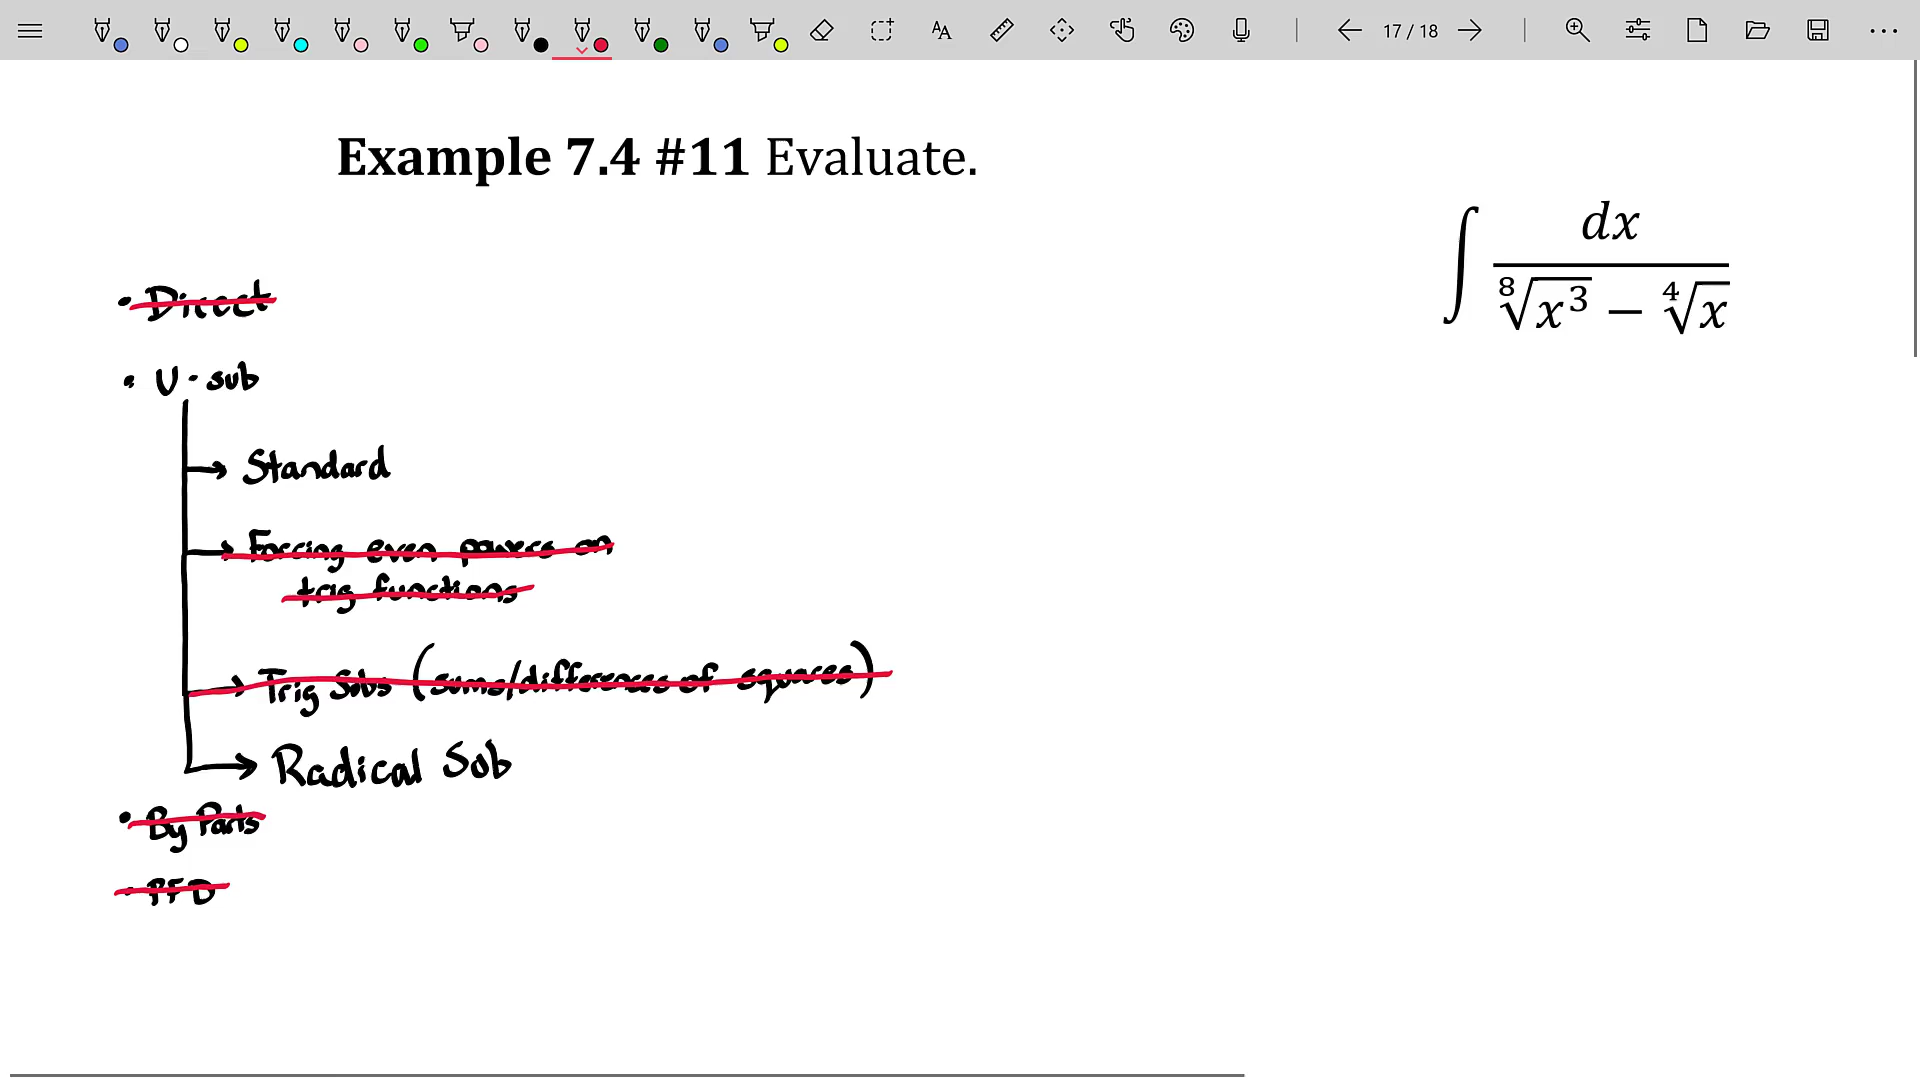 17 / 18
Example 7.4 #11 Evaluate.
∫ dx / (⁸√x³ − ⁴√x)
• Direct
• U-sub
→ Standard
→ Forcing even powers on
trig functions
→ Trig Subs (sums/differences of squares)
→ Radical Sub
• By Parts
• PFD